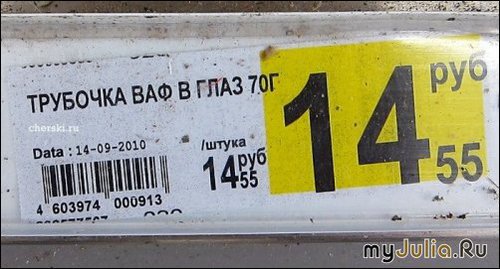 ТРУБОЧКА ВАФ В ГЛАЗ 70Г
cherski.ru
Data : 14-09-2010
/штука
14 руб 55
4 603974 000913
14 руб 55
myJulia.Ru